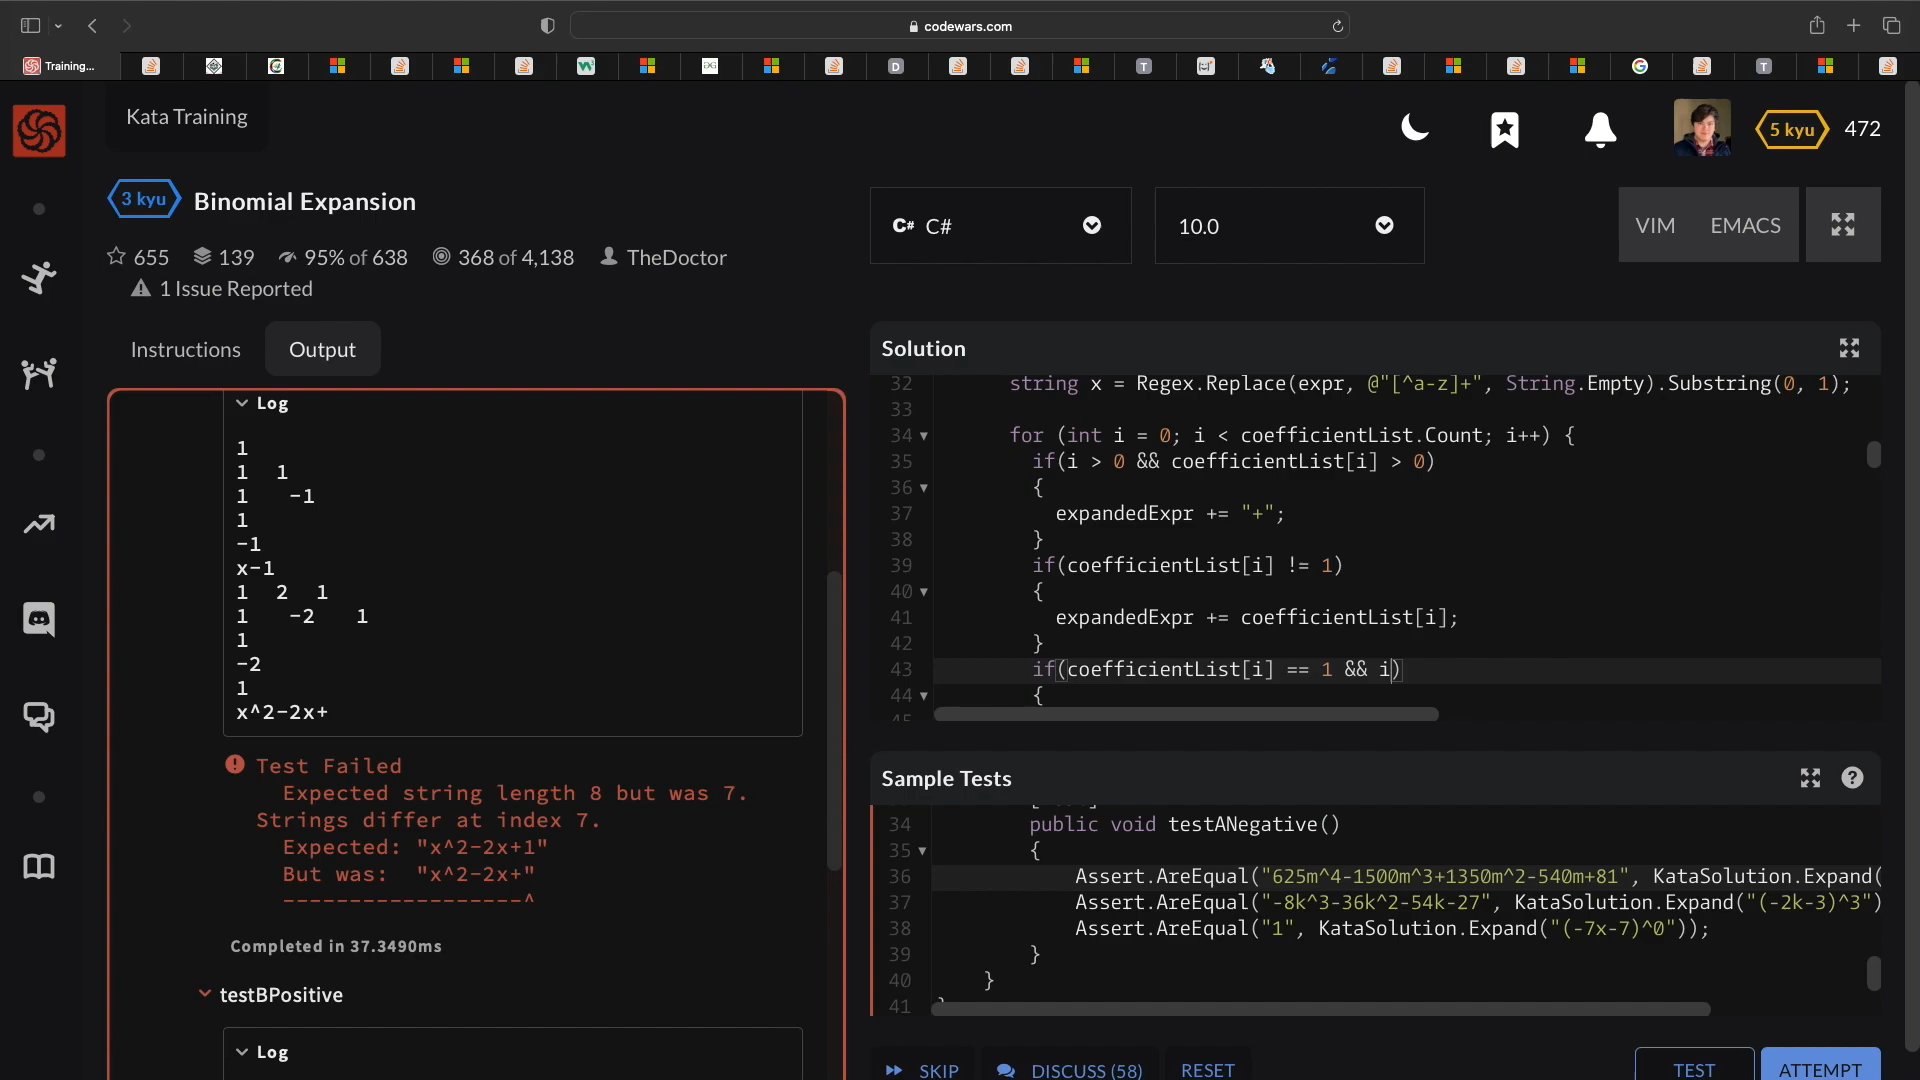 codewars.com
Training...
Kata Training
5 kyu 472
3 kyu Binomial Expansion
655 139 95% of 638 368 of 4,138 TheDoctor
1 Issue Reported
C# C#
10.0
VIM EMACS
Instructions Output
Log
1
1 1
1 -1
1
-1
x-1
1 2 1
1 -2 1
1
-2
1
x^2-2x+
Test Failed
Expected string length 8 but was 7.
Strings differ at index 7.
Expected: "x^2-2x+1"
But was: "x^2-2x+"
------------------^
Completed in 37.3490ms
testBPositive
Log
Solution
32 string x = Regex.Replace(expr, @"[^a-z]+", String.Empty).Substring(0, 1);
33
34 for (int i = 0; i < coefficientList.Count; i++) {
35 if(i > 0 && coefficientList[i] > 0)
36 {
37 expandedExpr += "+";
38 }
39 if(coefficientList[i] != 1)
40 {
41 expandedExpr += coefficientList[i];
42 }
43 if(coefficientList[i] == 1 && i)
44 {
45
Sample Tests
34 public void testANegative()
35 {
36 Assert.AreEqual("625m^4-1500m^3+1350m^2-540m+81", KataSolution.Expand(
37 Assert.AreEqual("-8k^3-36k^2-54k-27", KataSolution.Expand("(-2k-3)^3")
38 Assert.AreEqual("1", KataSolution.Expand("(-7x-7)^0"));
39 }
40 }
41
SKIP DISCUSS (58) RESET TEST ATTEMPT